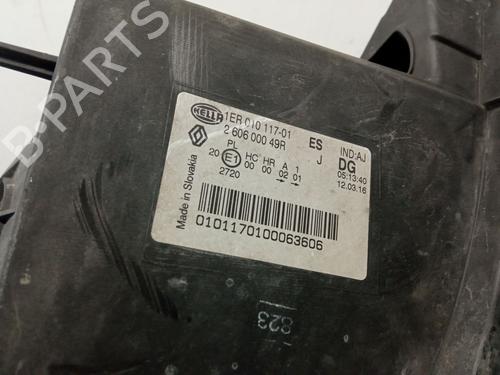 B-PARTS
HELLA
1ER 010 117-01
2 606 000 49R
ES
J
IND:AJ
DG
05:13:40
12.03.16
PL HC HR A 1
20 E1 00 00 02 01
2720
Made in Slovakia
0101170100063606
823